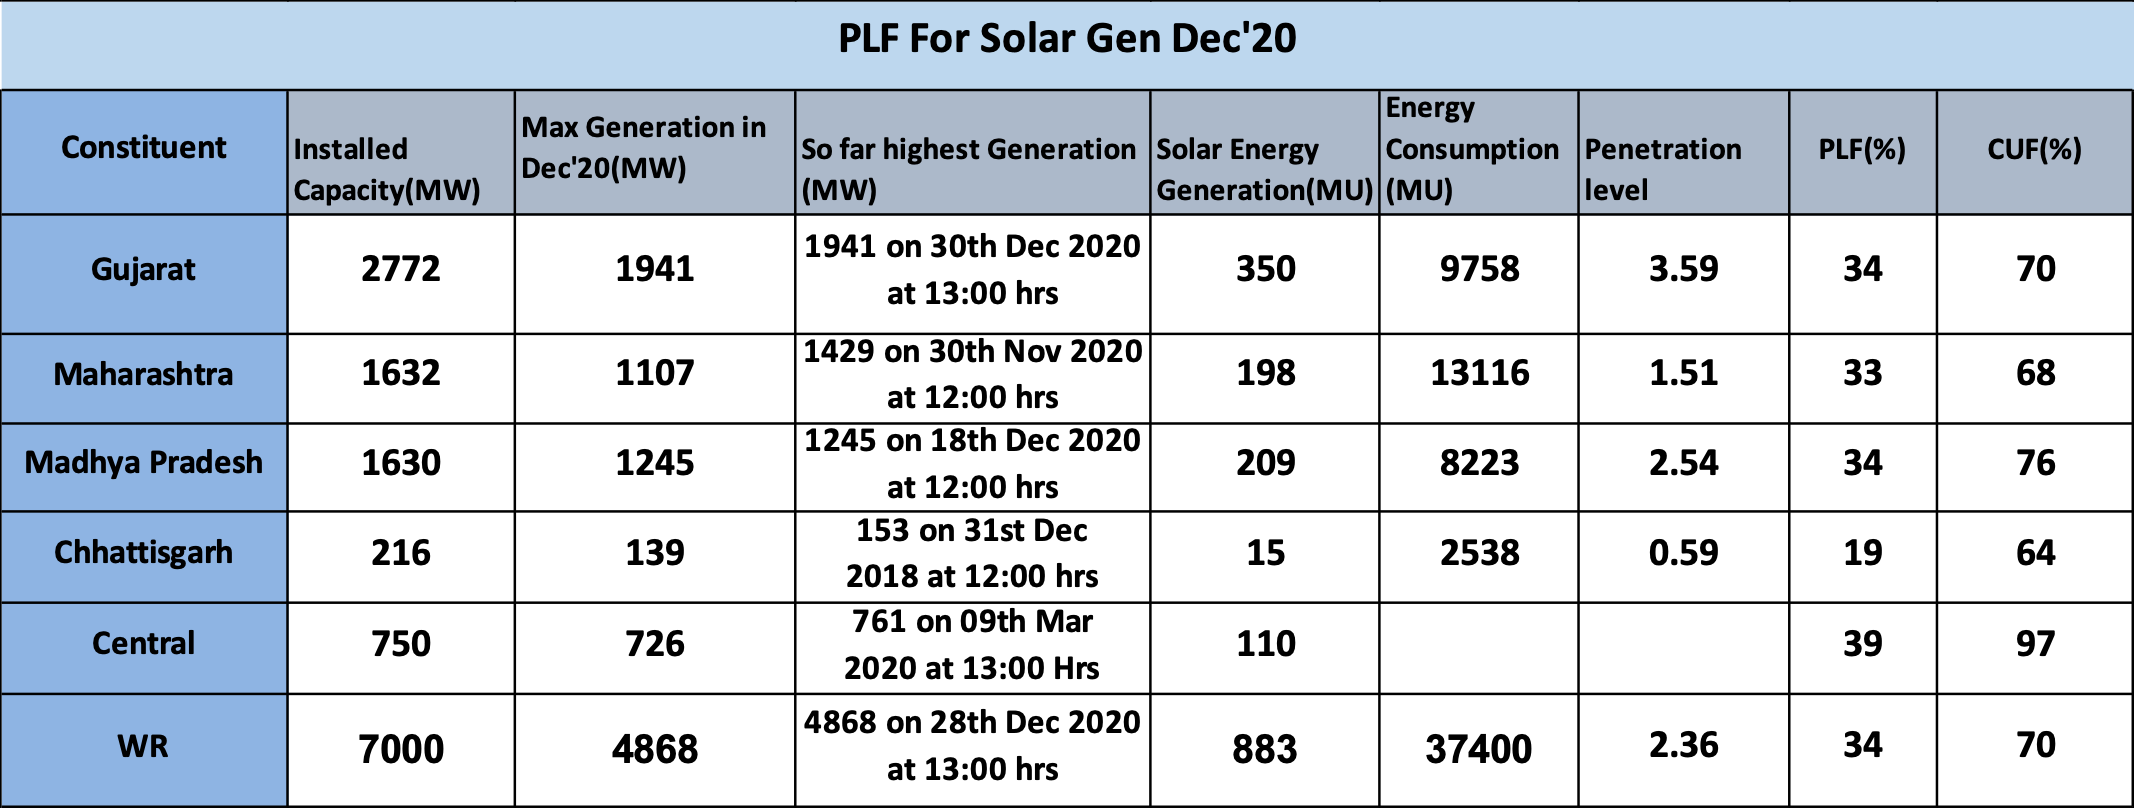 PLF For Solar Gen Dec'20
Constituent
Installed
Capacity(MW)
Max Generation in
Dec'20(MW)
So far highest Generation
(MW)
Solar Energy
Generation(MU)
Energy
Consumption
(MU)
Penetration
level
PLF(%)
CUF(%)
Gujarat
2772
1941
1941 on 30th Dec 2020
at 13:00 hrs
350
9758
3.59
34
70
Maharashtra
1632
1107
1429 on 30th Nov 2020
at 12:00 hrs
198
13116
1.51
33
68
Madhya Pradesh
1630
1245
1245 on 18th Dec 2020
at 12:00 hrs
209
8223
2.54
34
76
Chhattisgarh
216
139
153 on 31st Dec
2018 at 12:00 hrs
15
2538
0.59
19
64
Central
750
726
761 on 09th Mar
2020 at 13:00 Hrs
110
39
97
WR
7000
4868
4868 on 28th Dec 2020
at 13:00 hrs
883
37400
2.36
34
70